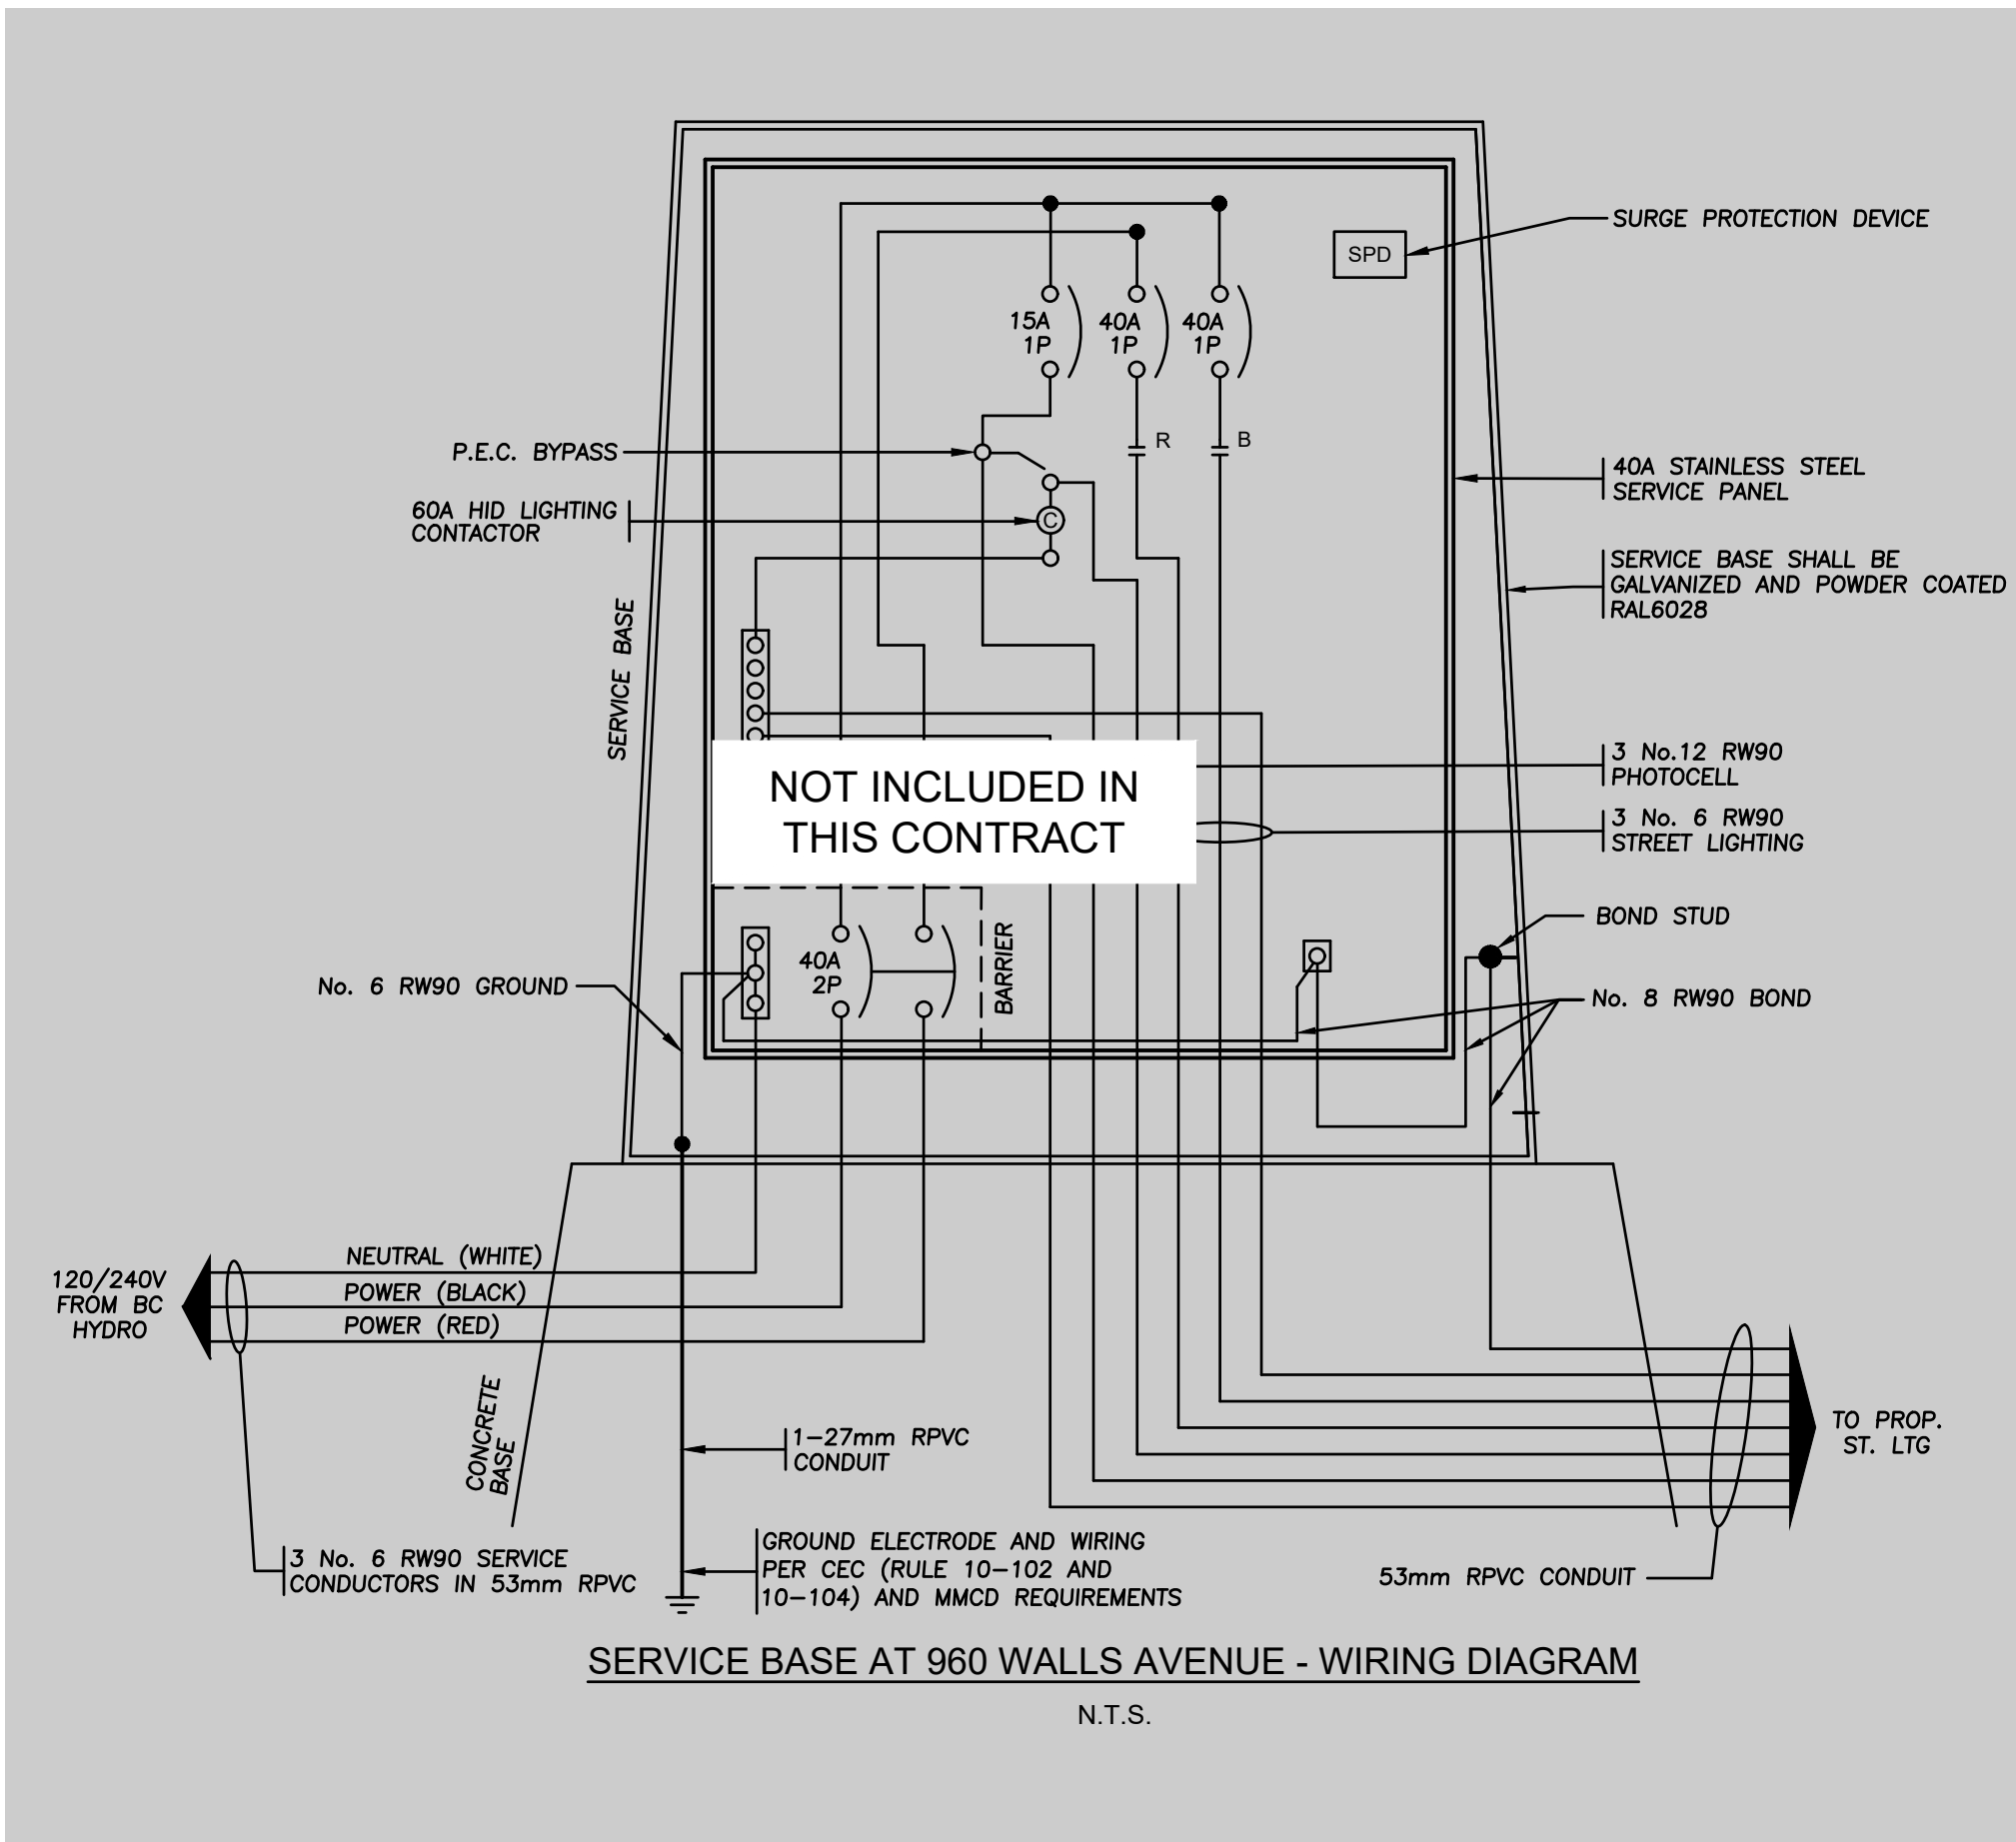 SURGE PROTECTION DEVICE
SPD
15A
1P
40A
1P
40A
1P
R
B
P.E.C. BYPASS
60A HID LIGHTING
CONTACTOR
C
40A STAINLESS STEEL
SERVICE PANEL
SERVICE BASE SHALL BE
GALVANIZED AND POWDER COATED
RAL6028
SERVICE BASE
NOT INCLUDED IN
THIS CONTRACT
3 No.12 RW90
PHOTOCELL
3 No. 6 RW90
STREET LIGHTING
BOND STUD
No. 8 RW90 BOND
BARRIER
40A
2P
No. 6 RW90 GROUND
NEUTRAL (WHITE)
POWER (BLACK)
POWER (RED)
120/240V
FROM BC
HYDRO
CONCRETE
BASE
1-27mm RPVC
CONDUIT
TO PROP.
ST. LTG
3 No. 6 RW90 SERVICE
CONDUCTORS IN 53mm RPVC
GROUND ELECTRODE AND WIRING
PER CEC (RULE 10-102 AND
10-104) AND MMCD REQUIREMENTS
53mm RPVC CONDUIT
SERVICE BASE AT 960 WALLS AVENUE - WIRING DIAGRAM
N.T.S.